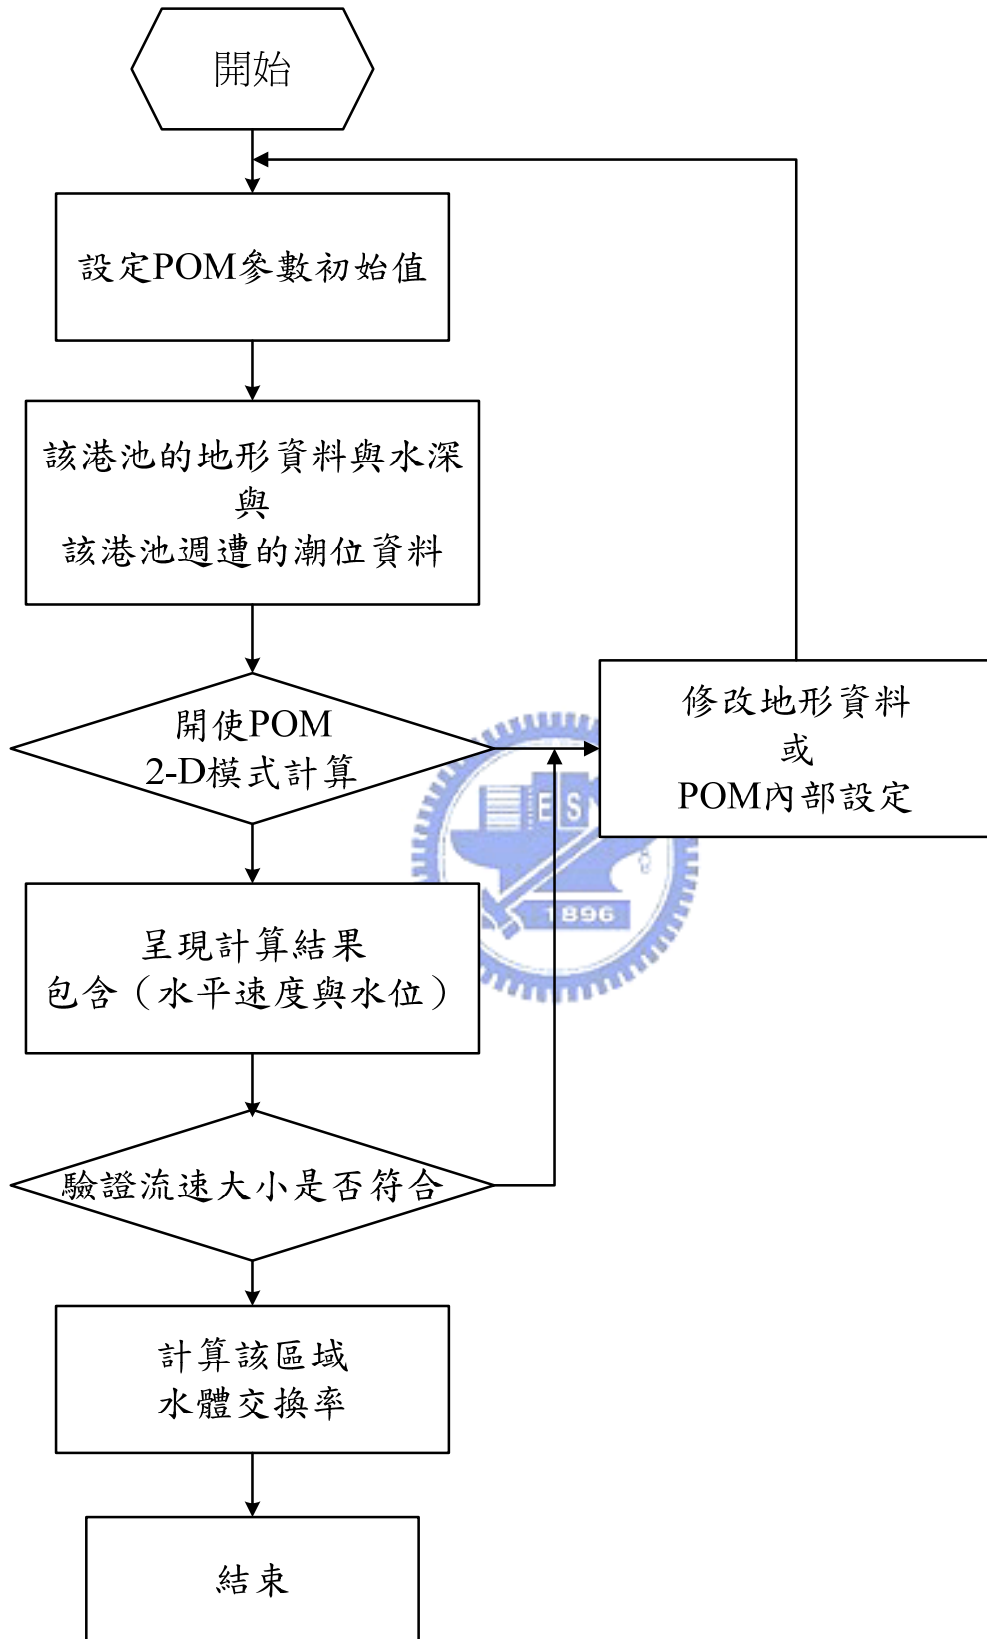 開始
設定POM參數初始值
該港池的地形資料與水深
與
該港池週遭的潮位資料
開使POM
2-D模式計算
修改地形資料
或
POM內部設定
ES
1896
呈現計算結果
包含（水平速度與水位）
驗證流速大小是否符合
計算該區域
水體交換率
結束